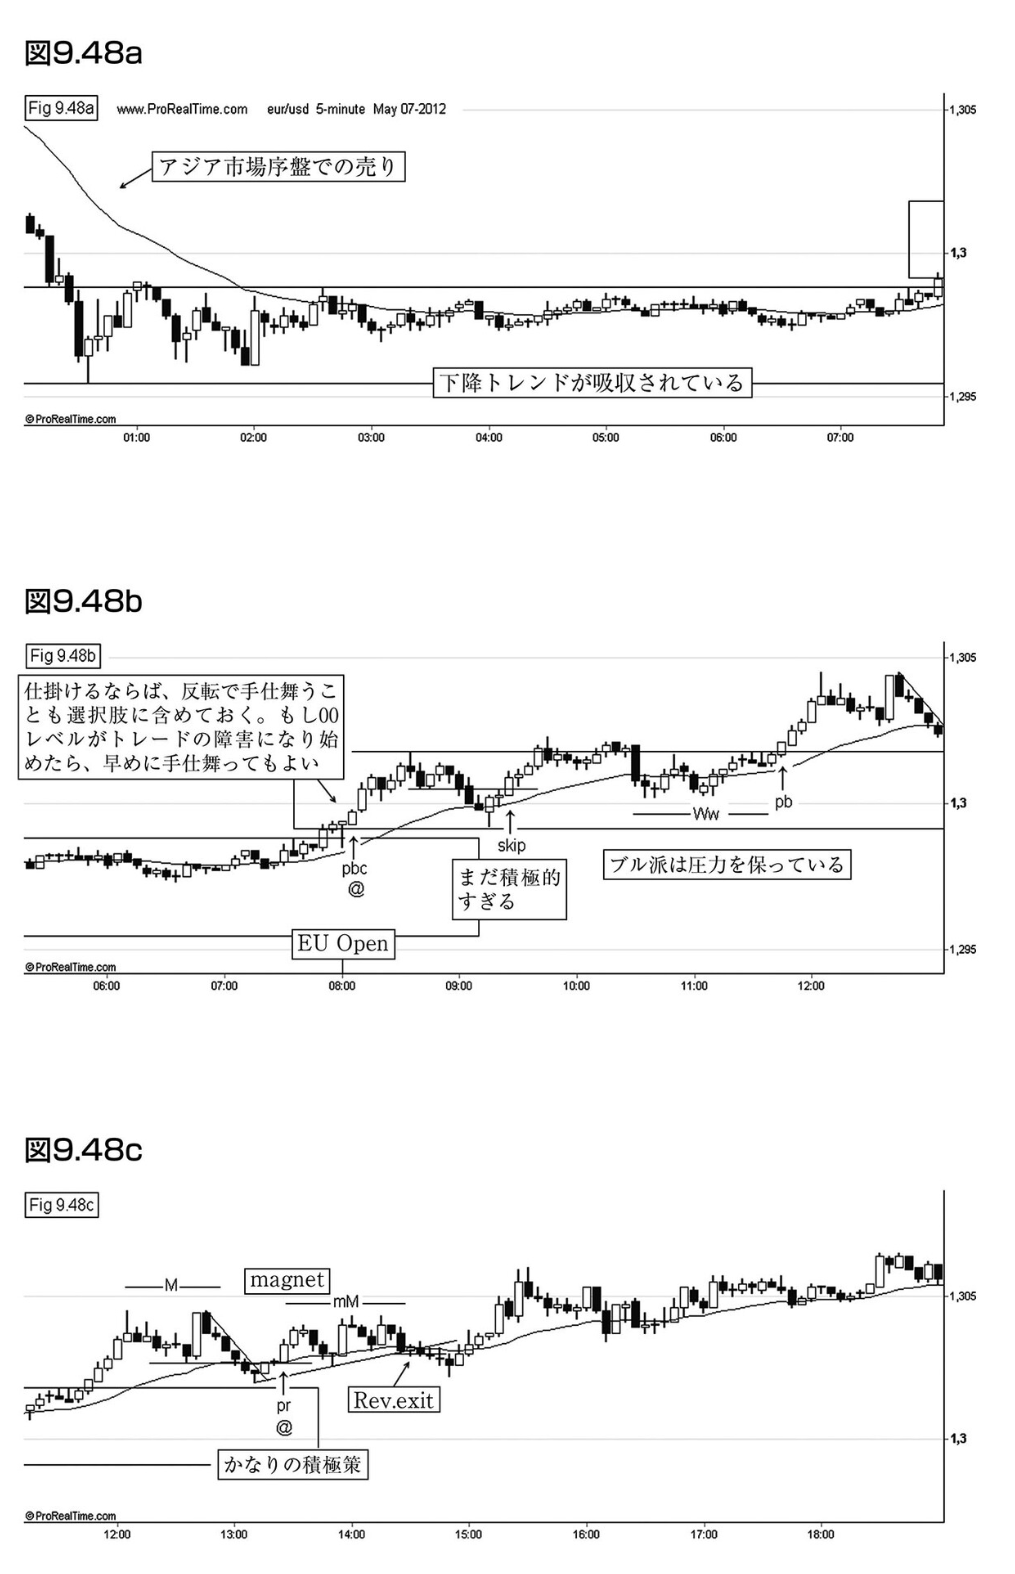 図9.48a
Fig 9.48a www.ProRealTime.com eur/usd 5-minute May 07-2012
1,305
アジア市場序盤での売り
1,3
下降トレンドが吸収されている
1,295
©ProRealTime.com
01:00 02:00 03:00 04:00 05:00 06:00 07:00
図9.48b
Fig 9.48b
1,305
仕掛けるならば、反転で手仕舞うこ
とも選択肢に含めておく。もし00
レベルがトレードの障害になり始
めたら、早めに手仕舞ってもよい
1,3
Ww
pb
skip
pbc
@
まだ積極的
すぎる
ブル派は圧力を保っている
EU Open
1,295
©ProRealTime.com
06:00 07:00 08:00 09:00 10:00 11:00 12:00
図9.48c
Fig 9.48c
M
magnet
mM
1,305
Rev.exit
pr
@
1,3
かなりの積極策
©ProRealTime.com
12:00 13:00 14:00 15:00 16:00 17:00 18:00